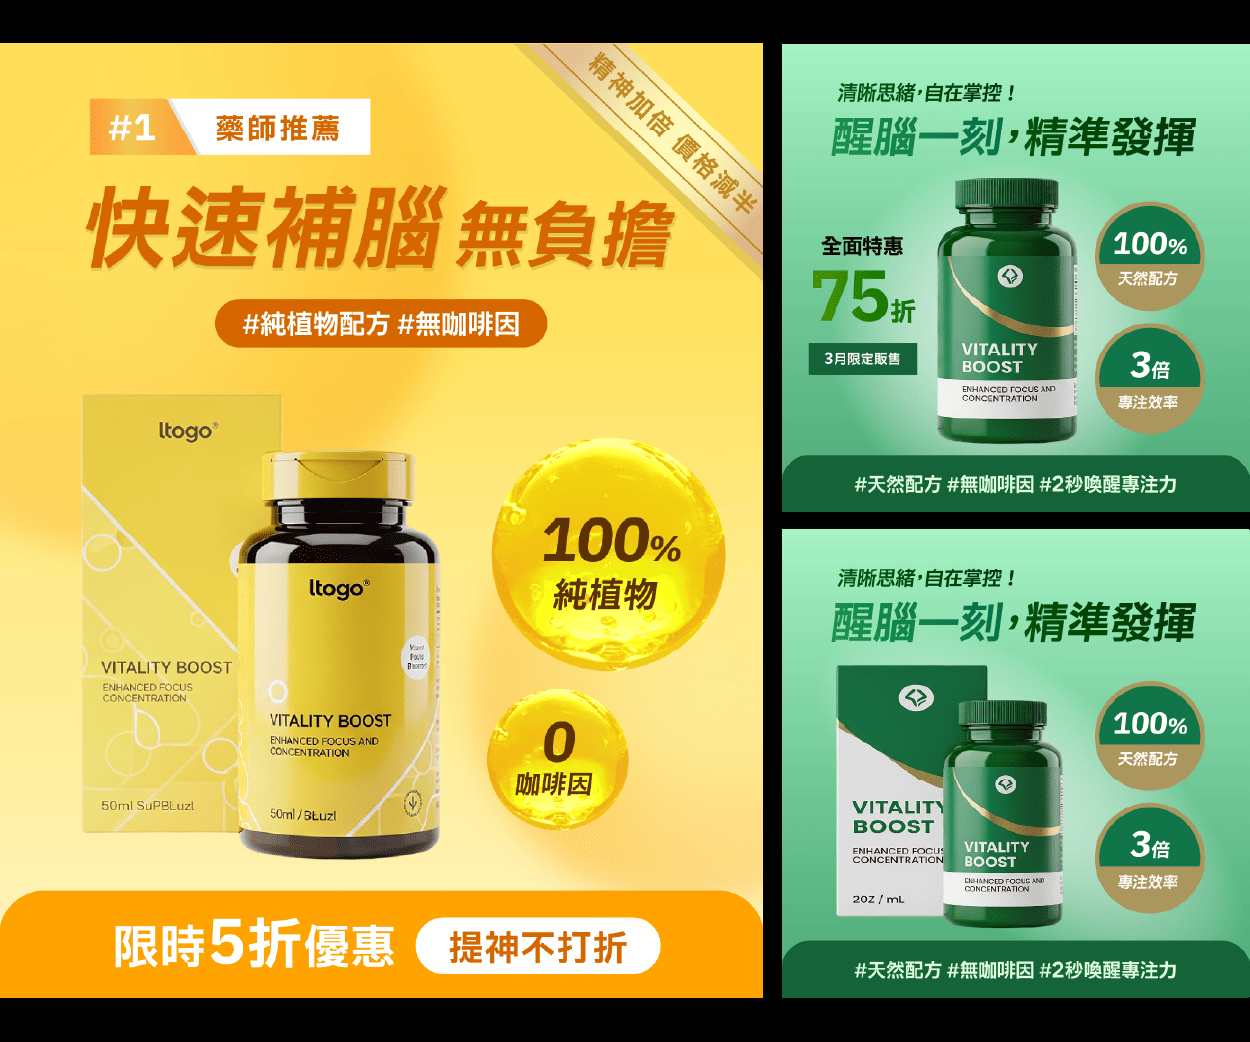 #1 藥師推薦
精神加倍 價格減半
快速補腦 無負擔
#純植物配方 #無咖啡因
ltogo®
VITALITY BOOST
ENHANCED FOCUS
CONCENTRATION
50ml SuPBLuzl
ltogo®
VITALITY BOOST
ENHANCED FOCUS AND
CONCENTRATION
50ml / BLuzl
100%
純植物
0
咖啡因
限時5折優惠 提神不打折
清晰思緒,自在掌控!
醒腦一刻,精準發揮
全面特惠
75折
3月限定販售
VITALITY
BOOST
ENHANCED FOCUS AND
CONCENTRATION
100%
天然配方
3倍
專注效率
#天然配方 #無咖啡因 #2秒喚醒專注力
清晰思緒,自在掌控!
醒腦一刻,精準發揮
VITALITY
BOOST
ENHANCED FOCUS
CONCENTRATION
2OZ / mL
VITALITY
BOOST
ENHANCED FOCUS AND
CONCENTRATION
100%
天然配方
3倍
專注效率
#天然配方 #無咖啡因 #2秒喚醒專注力